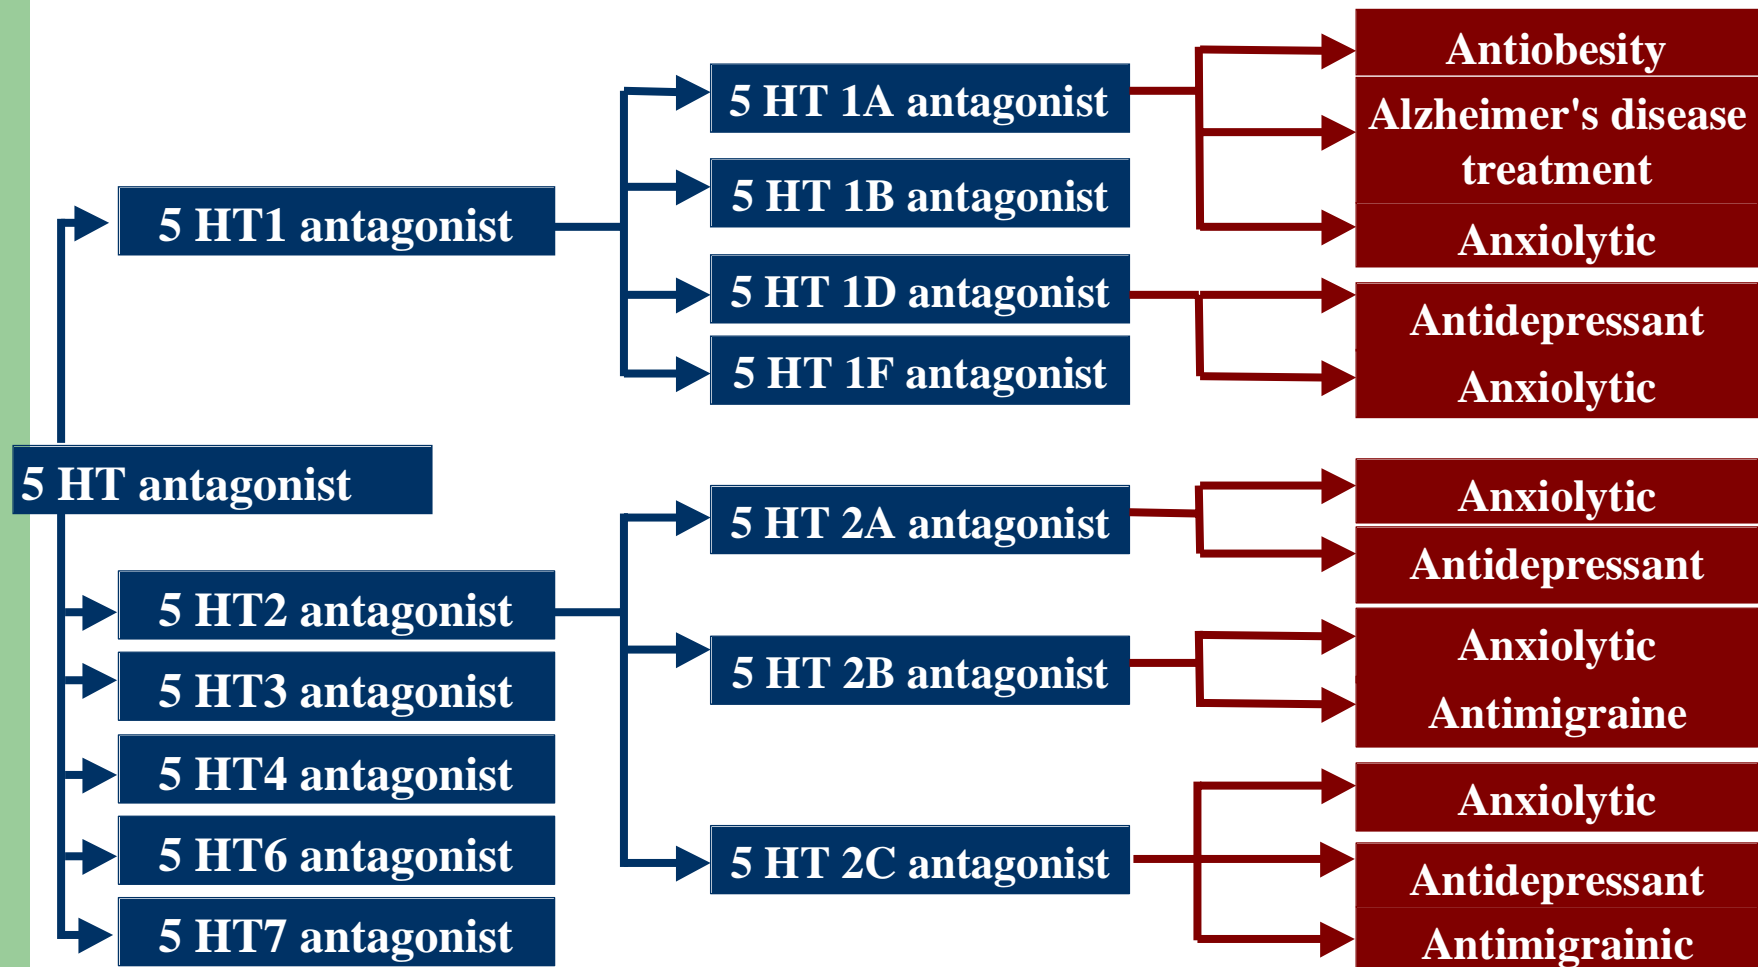 5 HT antagonist
5 HT1 antagonist
5 HT2 antagonist
5 HT3 antagonist
5 HT4 antagonist
5 HT6 antagonist
5 HT7 antagonist
5 HT 1A antagonist
5 HT 1B antagonist
5 HT 1D antagonist
5 HT 1F antagonist
5 HT 2A antagonist
5 HT 2B antagonist
5 HT 2C antagonist
Antiobesity
Alzheimer's disease
treatment
Anxiolytic
Antidepressant
Anxiolytic
Anxiolytic
Antidepressant
Anxiolytic
Antimigraine
Anxiolytic
Antidepressant
Antimigrainic